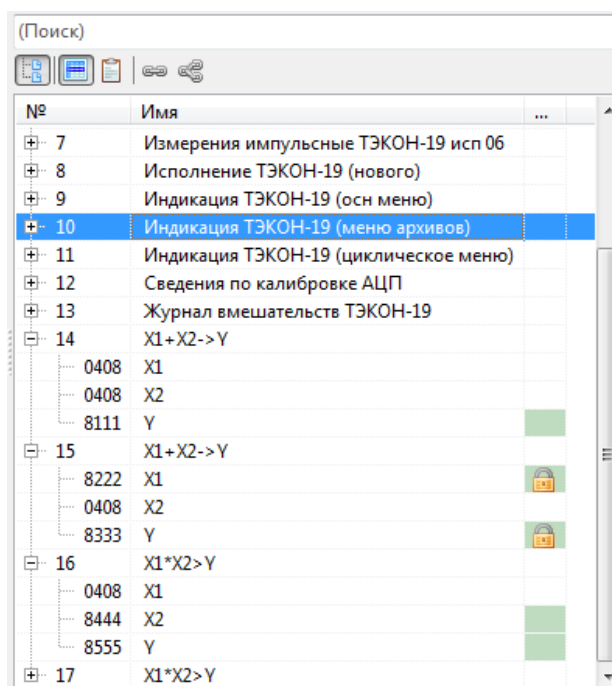 (Поиск)
№ Имя ...
7 Измерения импульсные ТЭКОН-19 исп 06
8 Исполнение ТЭКОН-19 (нового)
9 Индикация ТЭКОН-19 (осн меню)
10 Индикация ТЭКОН-19 (меню архивов)
11 Индикация ТЭКОН-19 (циклическое меню)
12 Сведения по калибровке АЦП
13 Журнал вмешательств ТЭКОН-19
14 X1+X2->Y
0408 X1
0408 X2
8111 Y
15 X1+X2->Y
8222 X1
0408 X2
8333 Y
16 X1*X2>Y
0408 X1
8444 X2
8555 Y
17 X1*X2>Y